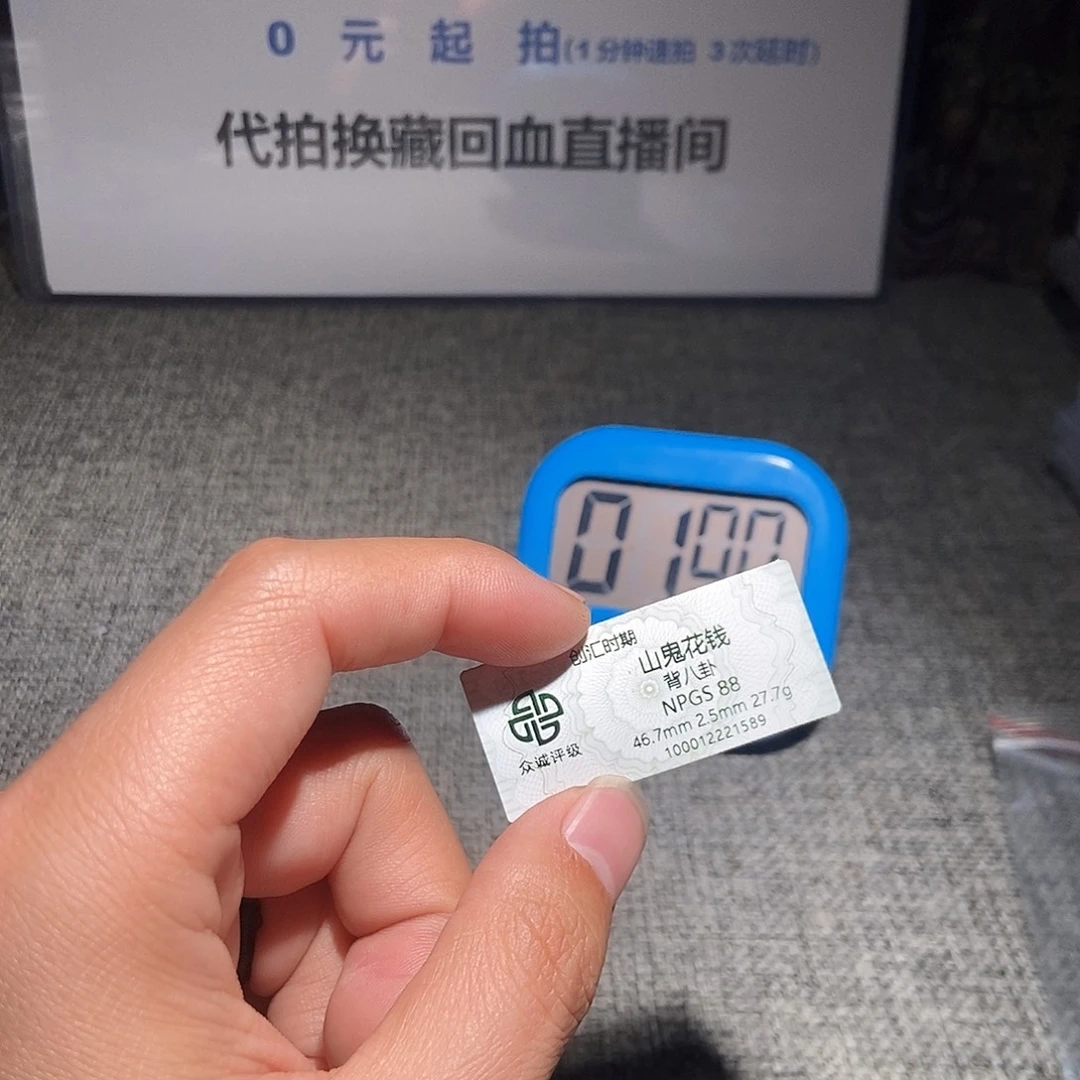 0 元 起 拍(1分钟速拍 3次延时)
代拍换藏回血直播间
01 00
创汇时期
山鬼花钱
背八卦
NPGS 88
46.7mm 2.5mm 27.7g
100012221589
众诚评级